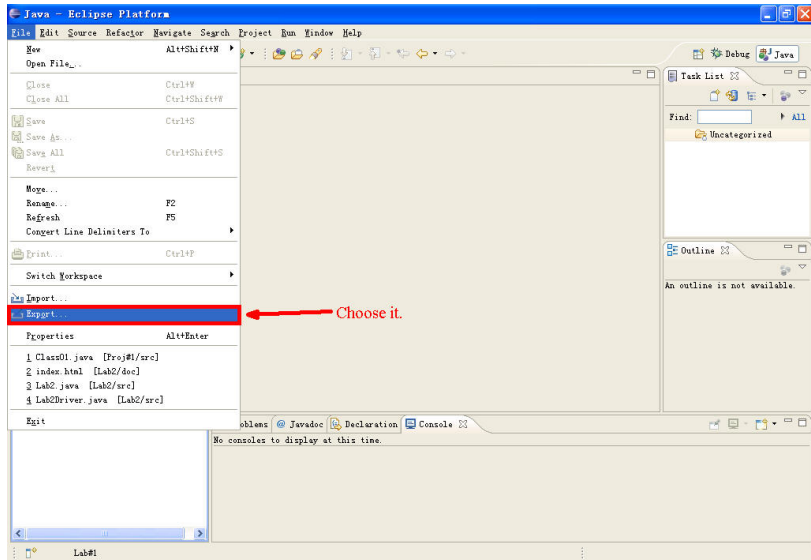 Java - Eclipse Platform
File Edit Source Refactor Navigate Search Project Run Window Help
New Alt+Shift+N
Open File...
Debug
Java
Close Ctrl+W
Close All Ctrl+Shift+W
Save Ctrl+S
Save As...
Save All Ctrl+Shift+S
Revert
Move...
Rename... F2
Refresh F5
Convert Line Delimiters To
Print... Ctrl+P
Switch Workspace
Import...
Export...
Choose it.
Properties Alt+Enter
1 Class01.java [Proj#1/src]
2 index.html [Lab2/doc]
3 Lab2.java [Lab2/src]
4 Lab2Driver.java [Lab2/src]
Exit
Task List
Find: All
Uncategorized
Outline
An outline is not available.
oblems @ Javadoc Declaration Console
No consoles to display at this time.
Lab#1